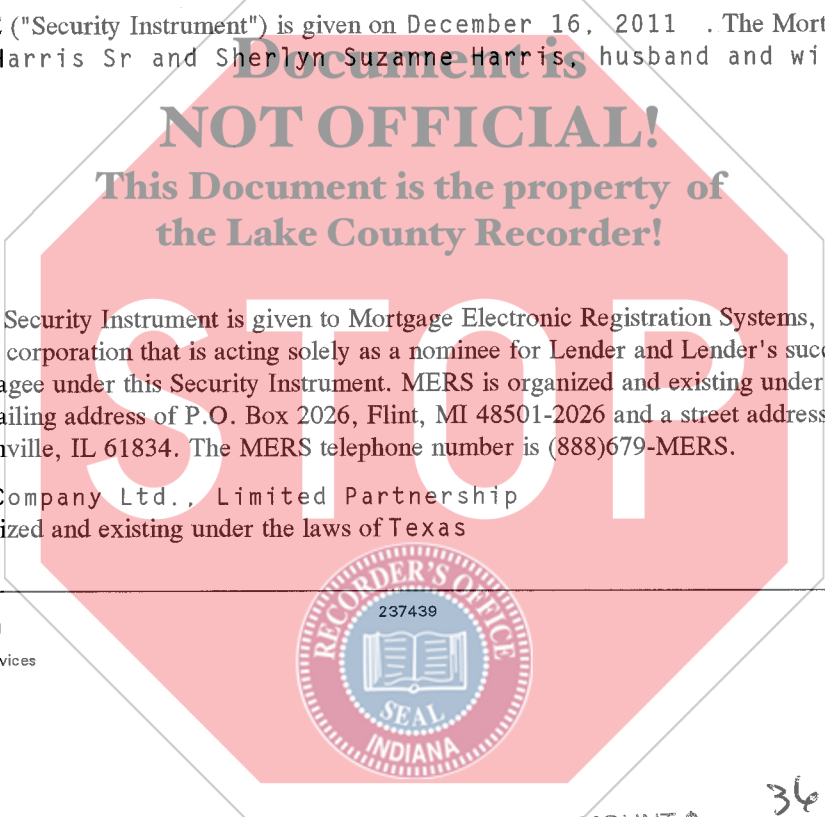 ("Security Instrument") is given on December 16, 2011 . The Mort
Harris Sr and Sherlyn Suzanne Harris, husband and wi
Document is
NOT OFFICIAL!
This Document is the property of
the Lake County Recorder!
STOP
Security Instrument is given to Mortgage Electronic Registration Systems,
corporation that is acting solely as a nominee for Lender and Lender's succ
agee under this Security Instrument. MERS is organized and existing under
ailing address of P.O. Box 2026, Flint, MI 48501-2026 and a street address
nville, IL 61834. The MERS telephone number is (888)679-MERS.
Company Ltd., Limited Partnership
ized and existing under the laws of Texas
RECORDER'S OFFICE
237439
vices
SEAL
INDIANA
36